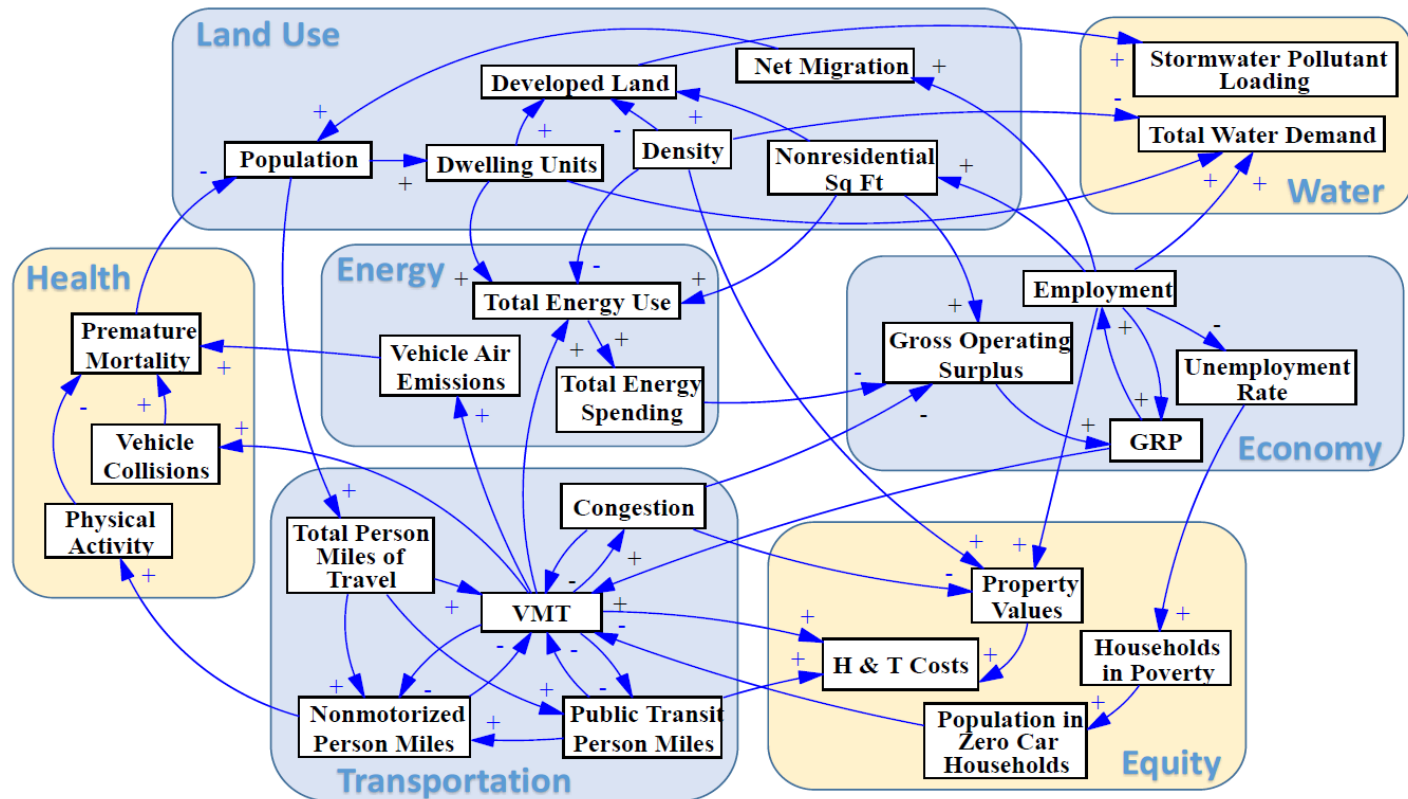 Land Use
Net Migration
Developed Land
Population
Dwelling Units
Density
Nonresidential
Sq Ft
+
+
-
+
+
-
+
+
+
Water
Stormwater Pollutant
Loading
Total Water Demand
+
-
+
+
Health
Premature
Mortality
Vehicle
Collisions
Physical
Activity
+
-
+
+
+
Energy
Total Energy Use
Vehicle Air
Emissions
Total Energy
Spending
+
-
+
+
+
+
Economy
Employment
Gross Operating
Surplus
Unemployment
Rate
GRP
+
-
+
-
-
+
+
Transportation
Congestion
Total Person
Miles of
Travel
VMT
Nonmotorized
Person Miles
Public Transit
Person Miles
+
+
-
+
+
-
-
-
-
-
+
+
+
Equity
Property
Values
H & T Costs
Households
in Poverty
Population in
Zero Car
Households
+
+
-
+
+
+
+
+